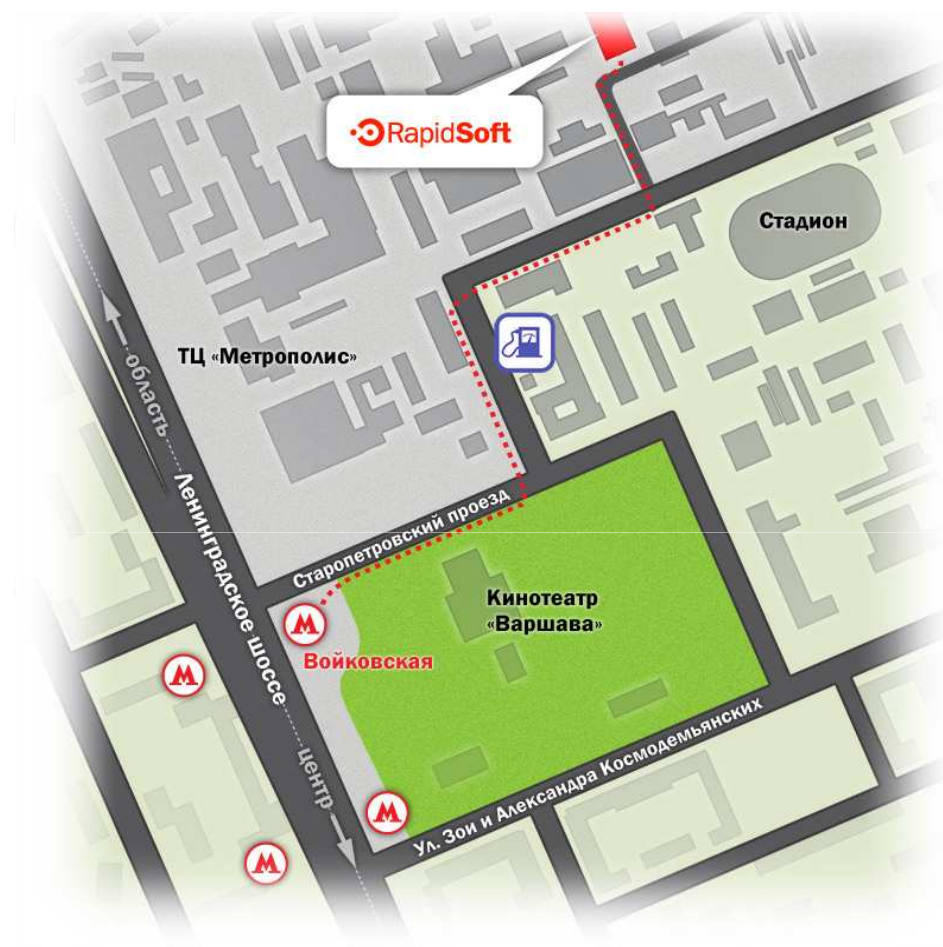 RapidSoft
Стадион
ТЦ «Метрополис»
область
Ленинградское шоссе
Старопетровский проезд
Кинотеатр
«Варшава»
М
Войковская
М
центр
Ул. Зои и Александра Космодемьянских
М
М